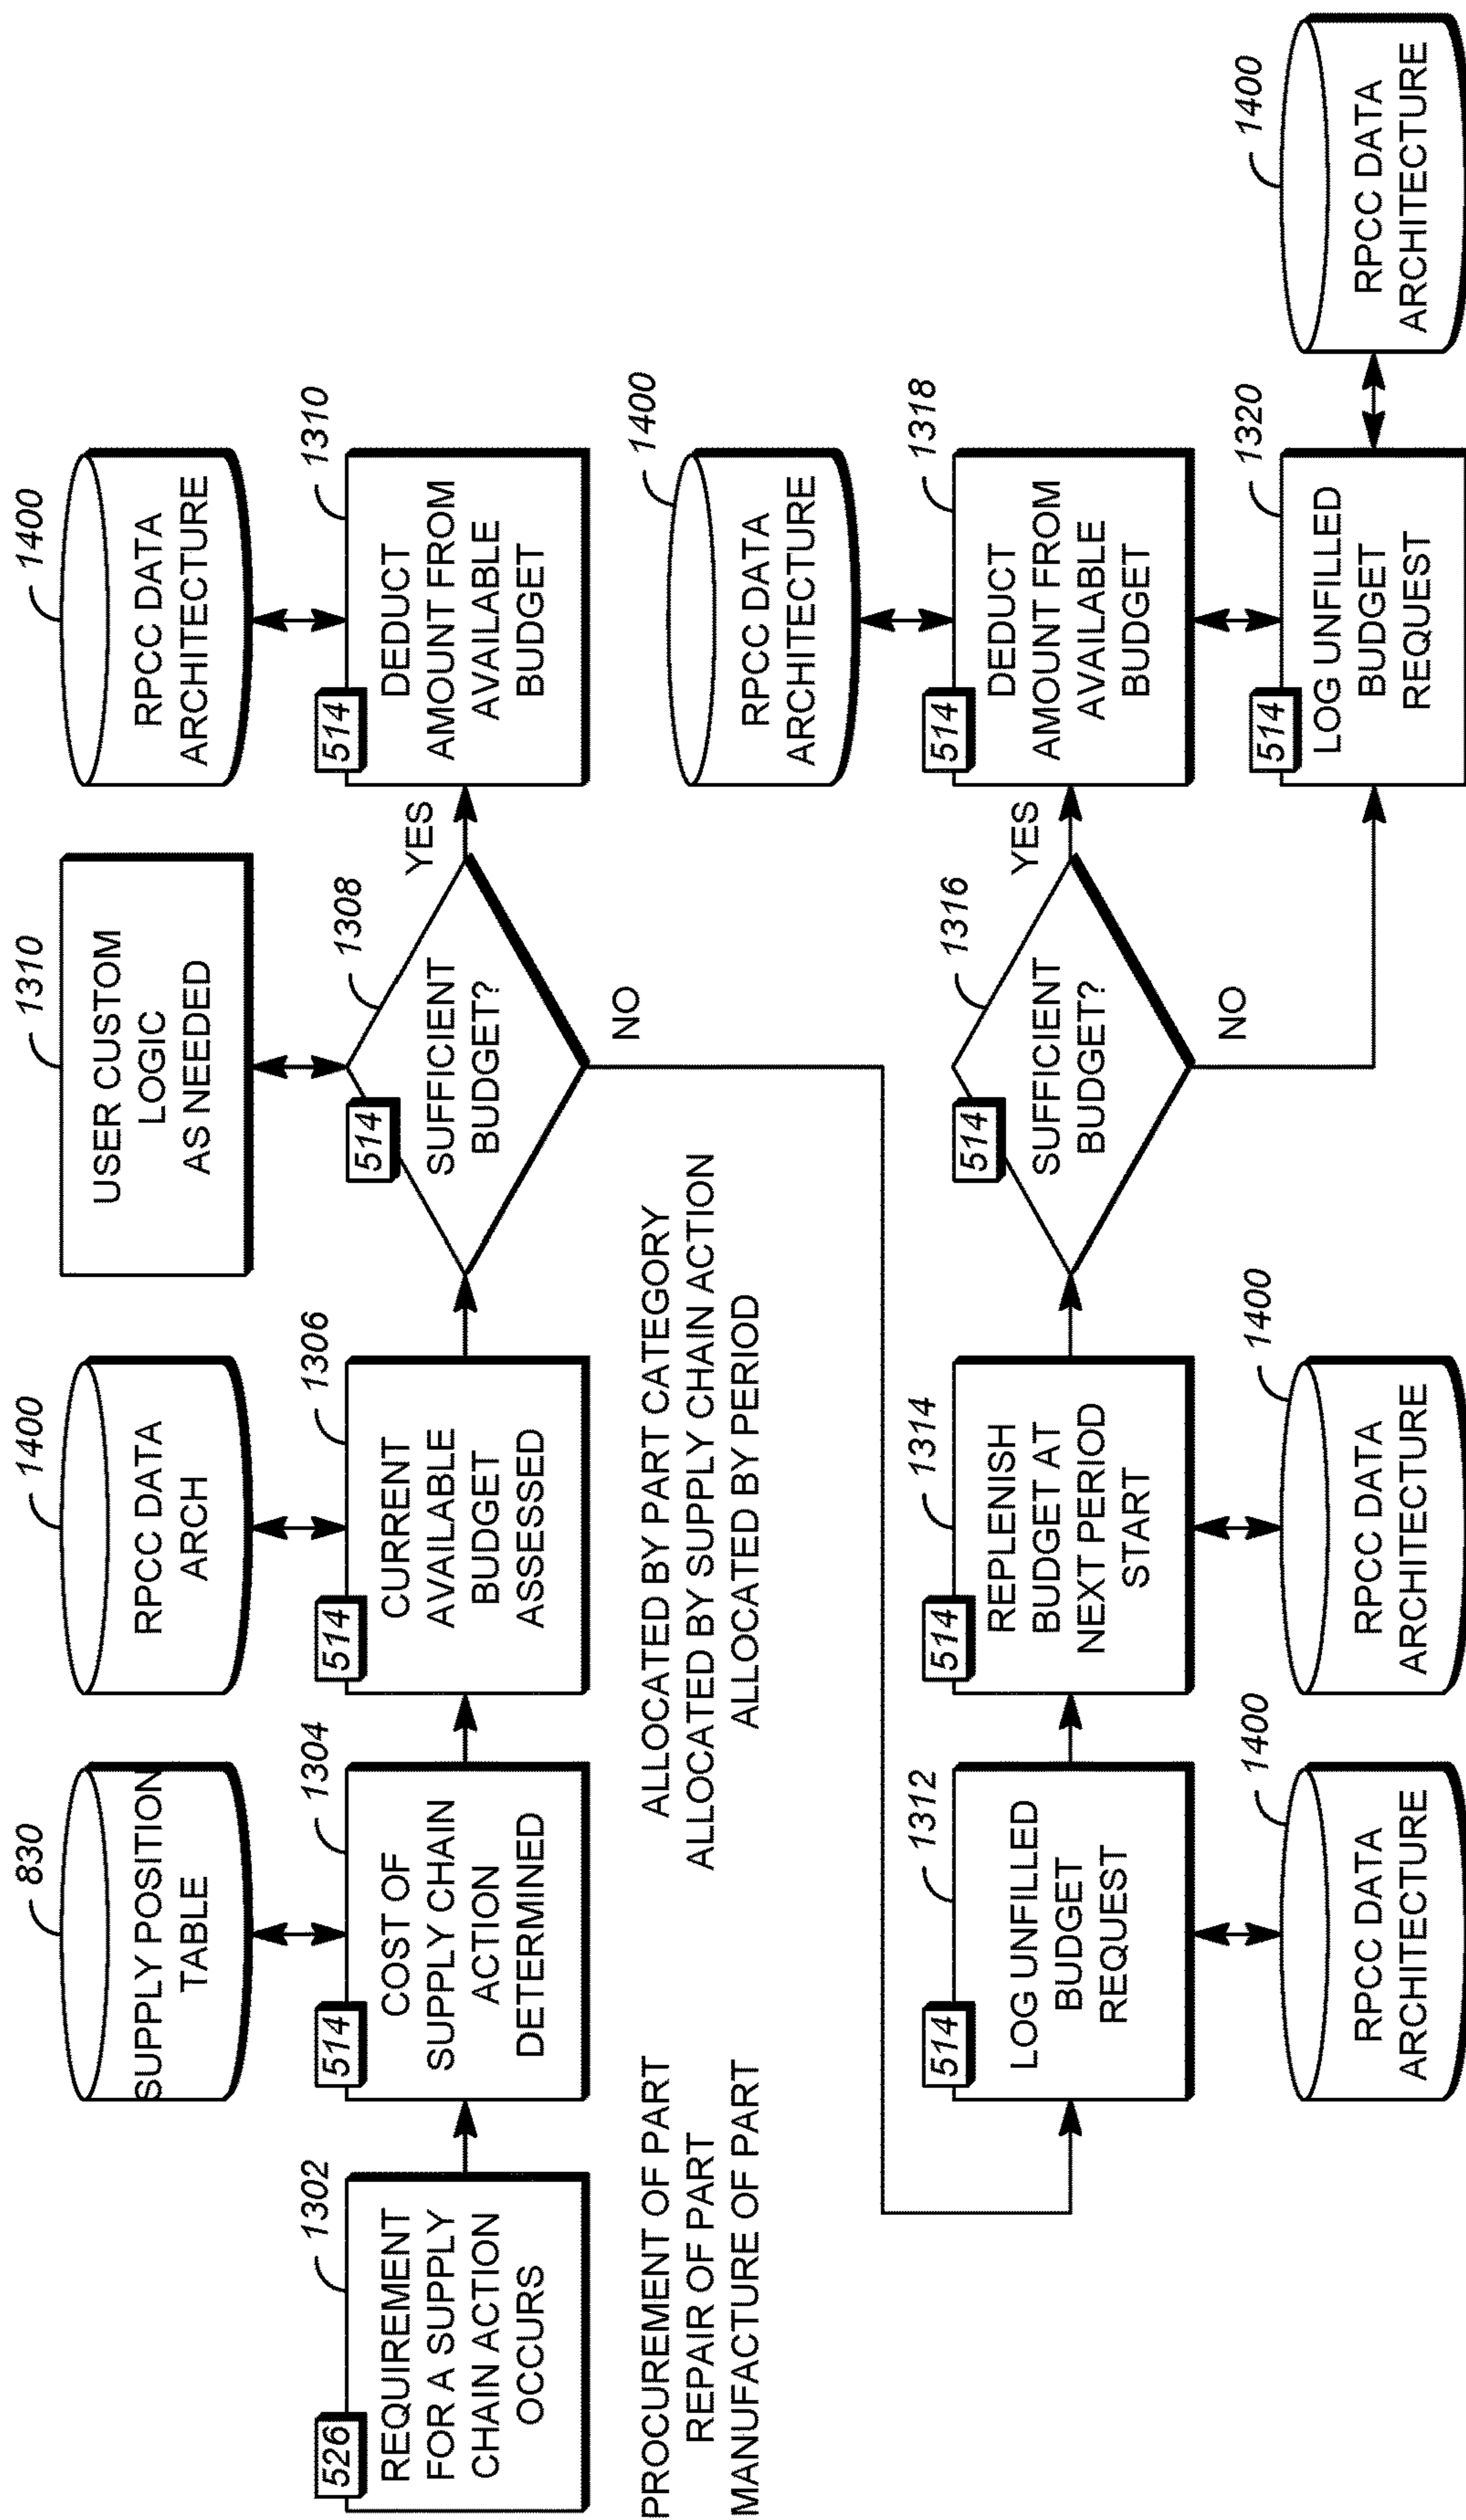 830
SUPPLY POSITION
TABLE
1400
RPCC DATA
ARCH
1310
USER CUSTOM
LOGIC
AS NEEDED
1400
RPCC DATA
ARCHITECTURE
1302
526
REQUIREMENT
FOR A SUPPLY
CHAIN ACTION
OCCURS
1304
514
COST OF
SUPPLY CHAIN
ACTION
DETERMINED
1306
514
CURRENT
AVAILABLE
BUDGET
ASSESSED
1308
514
SUFFICIENT
BUDGET?
YES
NO
1310
514
DEDUCT
AMOUNT FROM
AVAILABLE
BUDGET
PROCUREMENT OF PART
REPAIR OF PART
MANUFACTURE OF PART
ALLOCATED BY PART CATEGORY
ALLOCATED BY SUPPLY CHAIN ACTION
ALLOCATED BY PERIOD
1400
RPCC DATA
ARCHITECTURE
1312
514
LOG UNFILLED
BUDGET
REQUEST
1314
514
REPLENISH
BUDGET AT
NEXT PERIOD
START
1316
514
SUFFICIENT
BUDGET?
YES
NO
1318
514
DEDUCT
AMOUNT FROM
AVAILABLE
BUDGET
1400
RPCC DATA
ARCHITECTURE
1400
RPCC DATA
ARCHITECTURE
1320
514
LOG UNFILLED
BUDGET
REQUEST
1400
RPCC DATA
ARCHITECTURE